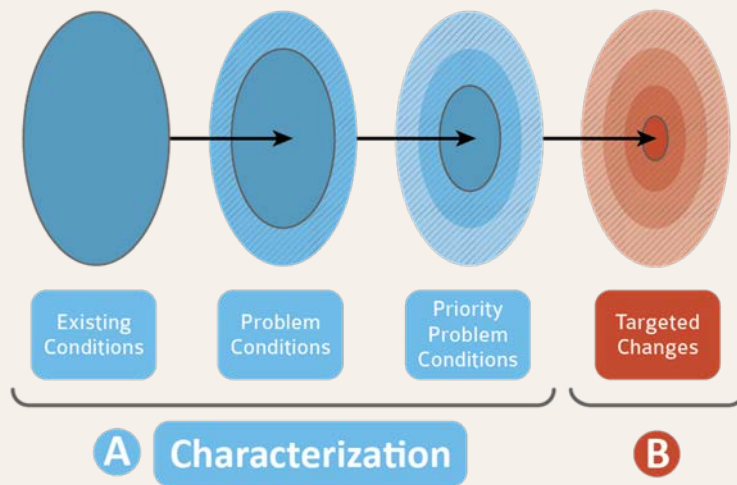 Existing
Conditions
Problem
Conditions
Priority
Problem
Conditions
Targeted
Changes
A
Characterization
B